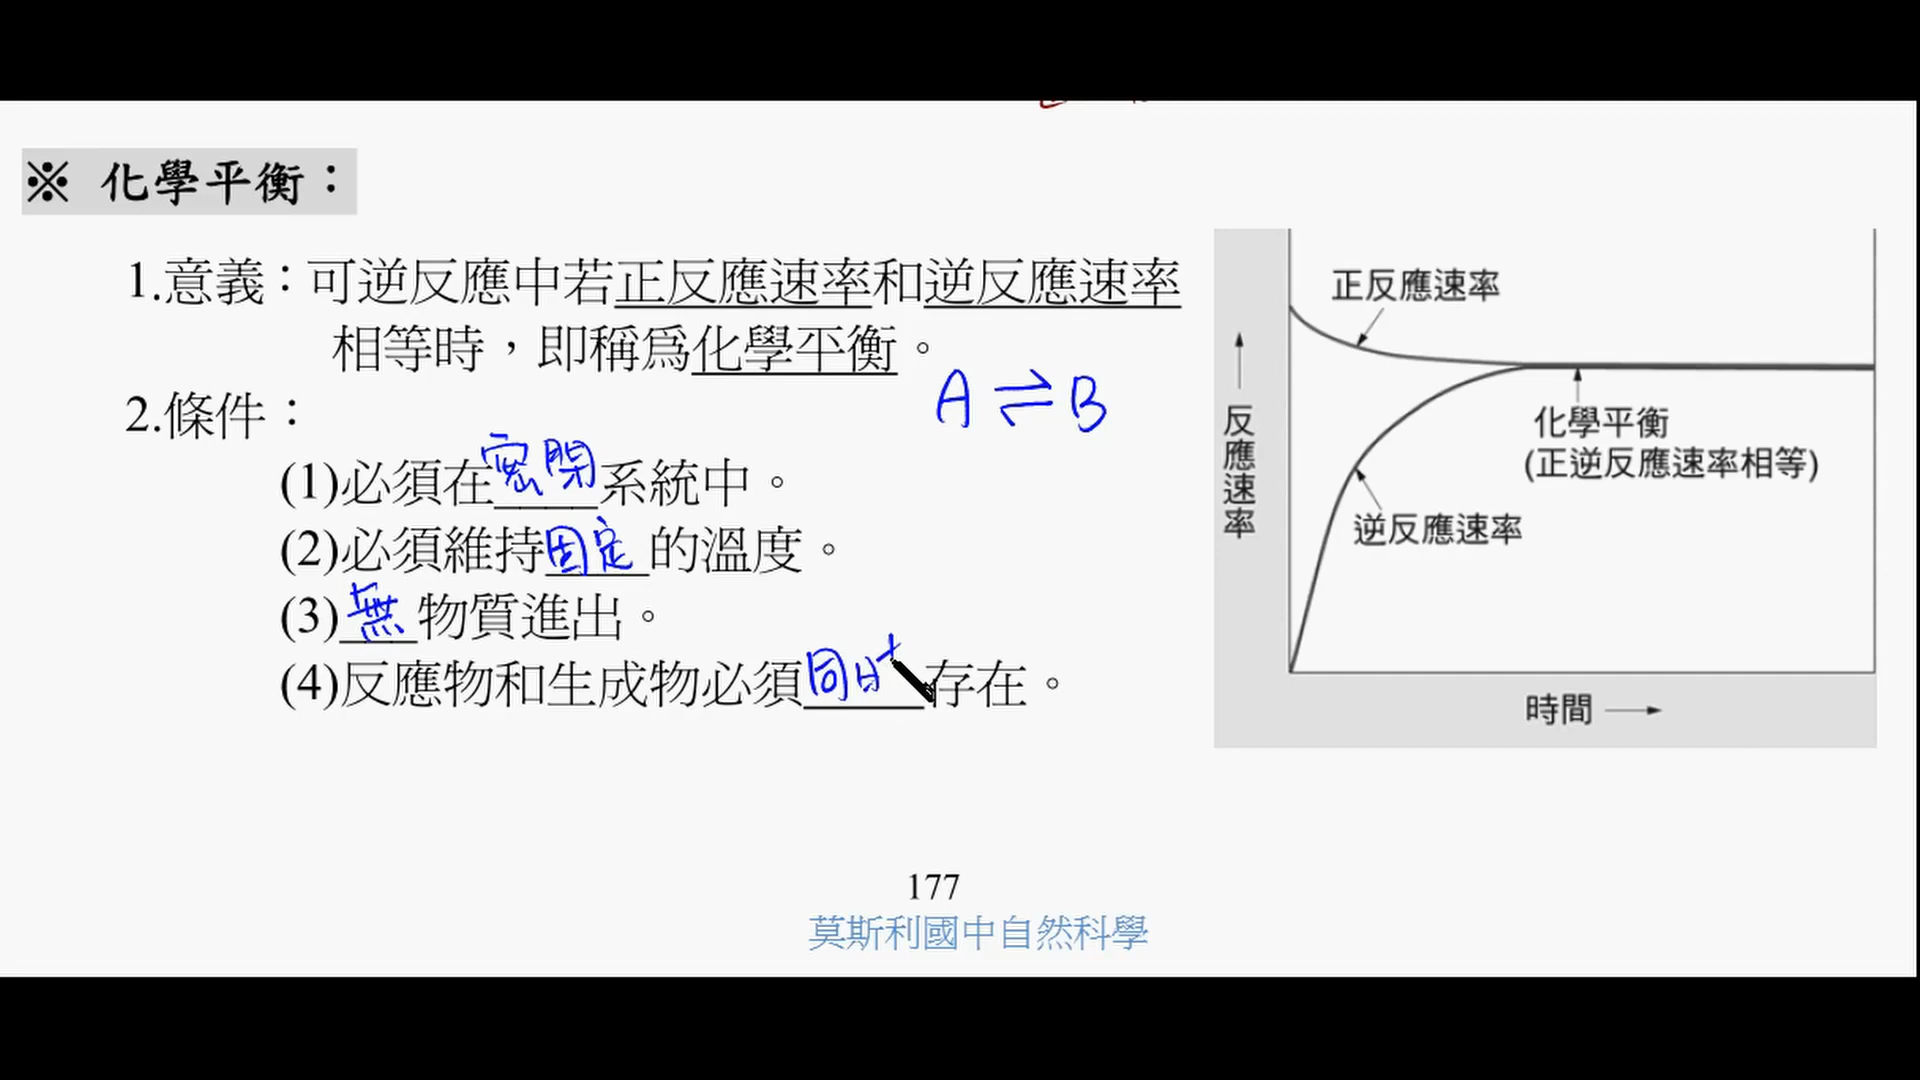 ※ 化學平衡：
1.意義：可逆反應中若正反應速率和逆反應速率
相等時，即稱爲化學平衡。
A ⇌ B
2.條件：
(1)必須在密閉系統中。
(2)必須維持固定的溫度。
(3)無物質進出。
(4)反應物和生成物必須同存在。
正反應速率
化學平衡
(正逆反應速率相等)
逆反應速率
反應速率
時間
177
莫斯利國中自然科學